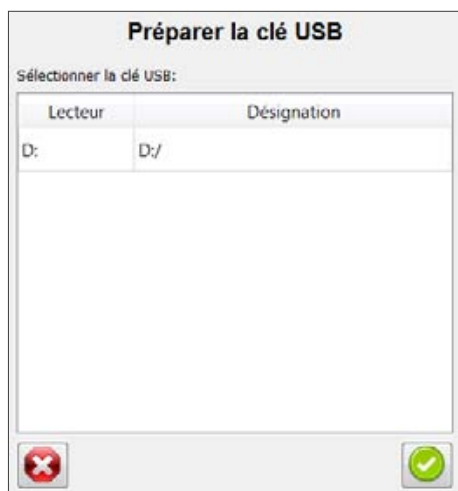 Préparer la clé USB
Sélectionner la clé USB:
Lecteur Désignation
D: D:/